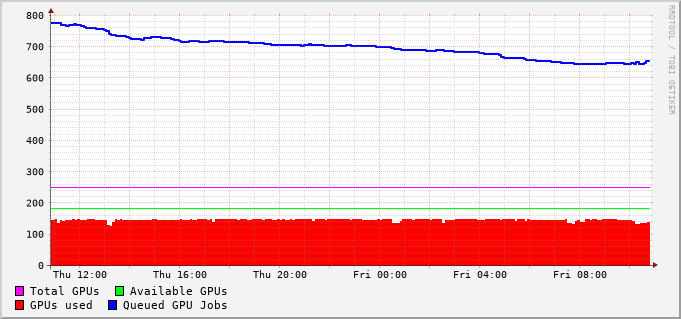 800
700
600
500
400
300
200
100
0
Thu 12:00 Thu 16:00 Thu 20:00 Fri 00:00 Fri 04:00 Fri 08:00
Total GPUs Available GPUs
GPUs used Queued GPU Jobs
RRDTOOL / TOBI OETIKER